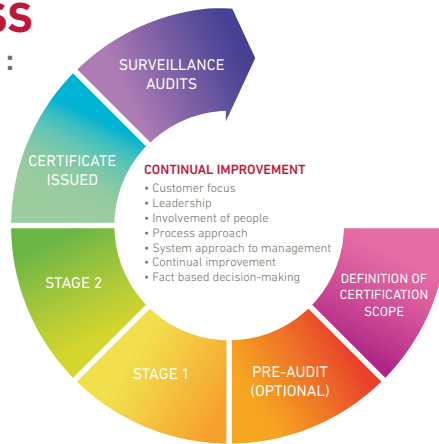 SS
:
SURVEILLANCE
AUDITS
CERTIFICATE
ISSUED
CONTINUAL IMPROVEMENT
• Customer focus
• Leadership
• Involvement of people
• Process approach
• System approach to management
• Continual improvement
• Fact based decision-making
STAGE 2
DEFINITION OF
CERTIFICATION
SCOPE
STAGE 1
PRE-AUDIT
(OPTIONAL)